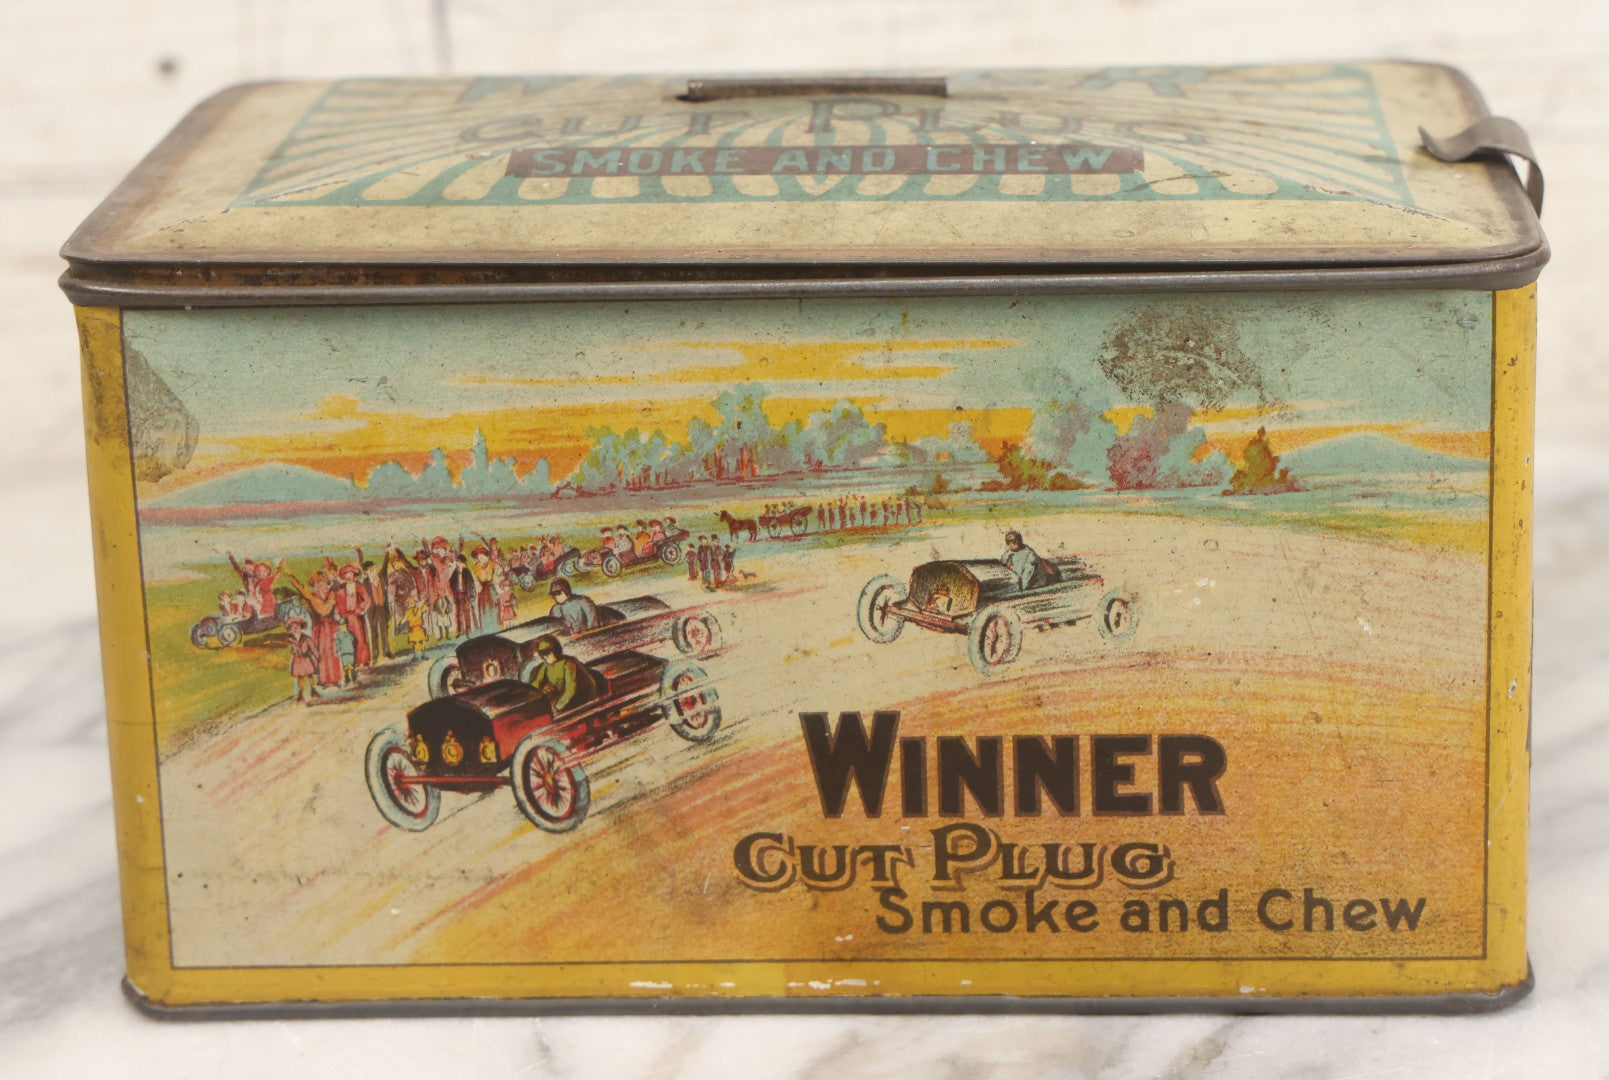 CUT PLUG
SMOKE AND CHEW
WINNER
CUT PLUG
Smoke and Chew